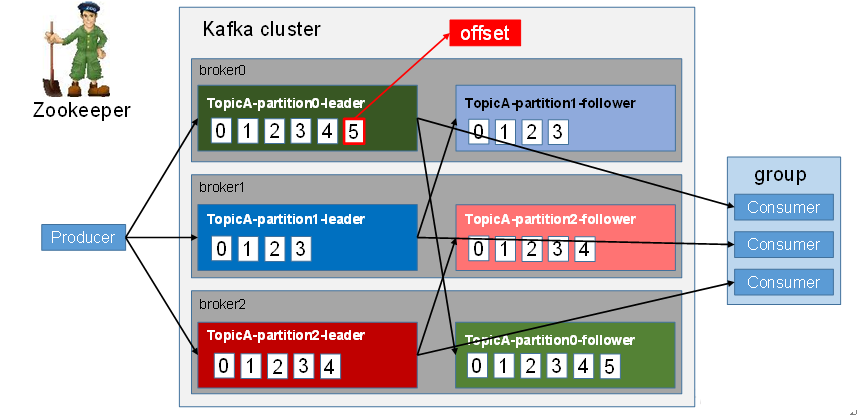 Kafka cluster
offset
Zookeeper
broker0
TopicA-partition0-leader
0 1 2 3 4 5
TopicA-partition1-follower
0 1 2 3
broker1
TopicA-partition1-leader
0 1 2 3
TopicA-partition2-follower
0 1 2 3 4
broker2
TopicA-partition2-leader
0 1 2 3 4
TopicA-partition0-follower
0 1 2 3 4 5
Producer
group
Consumer
Consumer
Consumer